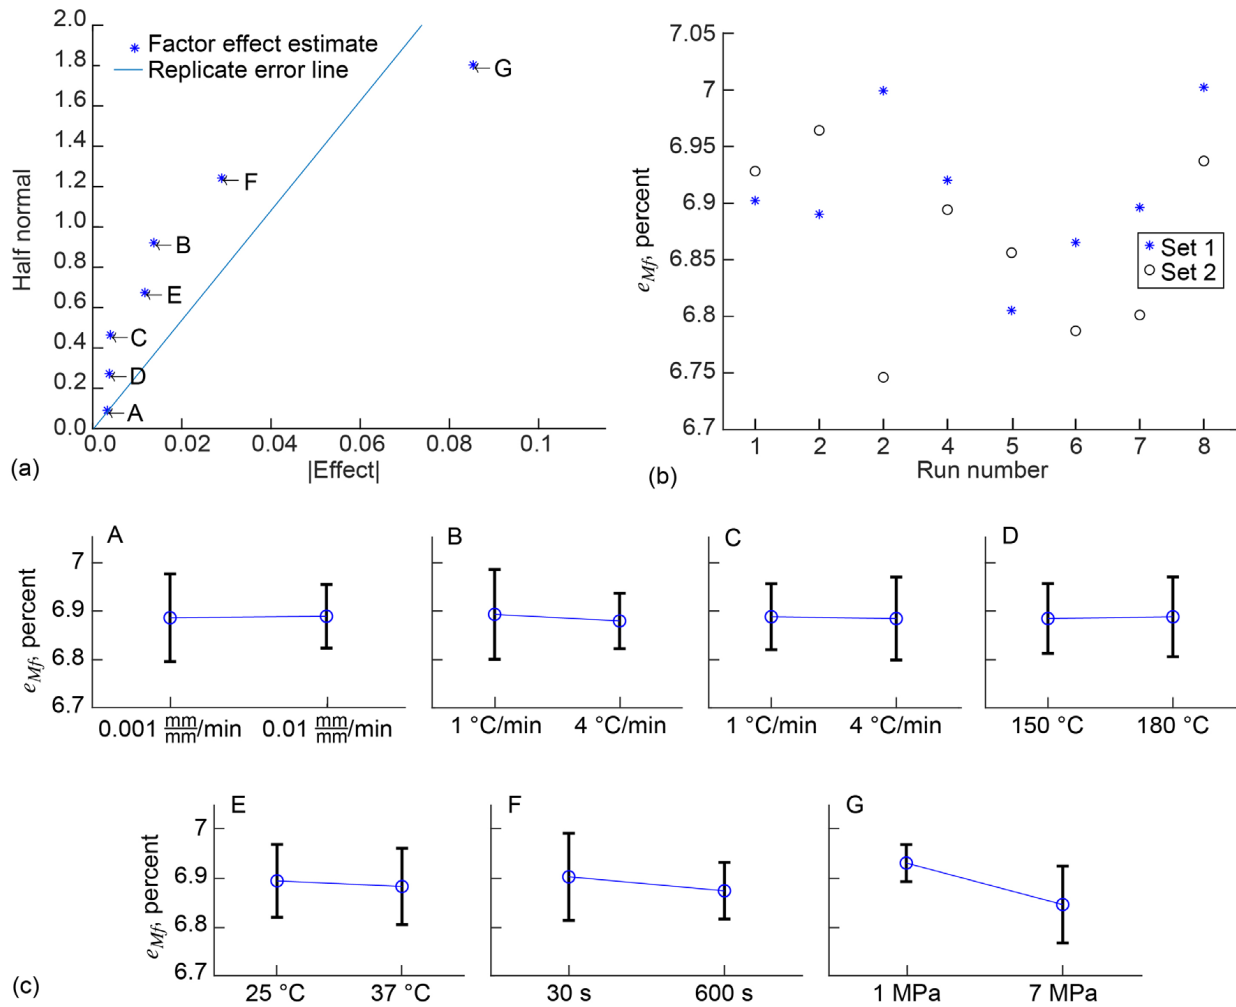 2.0
1.8
1.6
1.4
1.2
1.0
0.8
0.6
0.4
0.2
0.0
Half normal
Factor effect estimate
Replicate error line
G
F
B
E
C
D
A
0.0 0.02 0.04 0.06 0.08 0.1
|Effect|
(a)
7.05
7
6.95
6.9
6.85
6.8
6.75
6.7
eMf, percent
Set 1
Set 2
1 2 2 4 5 6 7 8
Run number
(b)
A
7
6.9
6.8
6.7
eMf, percent
0.001 mm/mm/min 0.01 mm/mm/min
B
1 °C/min 4 °C/min
C
1 °C/min 4 °C/min
D
150 °C 180 °C
E
7
6.9
6.8
6.7
eMf, percent
25 °C 37 °C
F
30 s 600 s
G
1 MPa 7 MPa
(c)